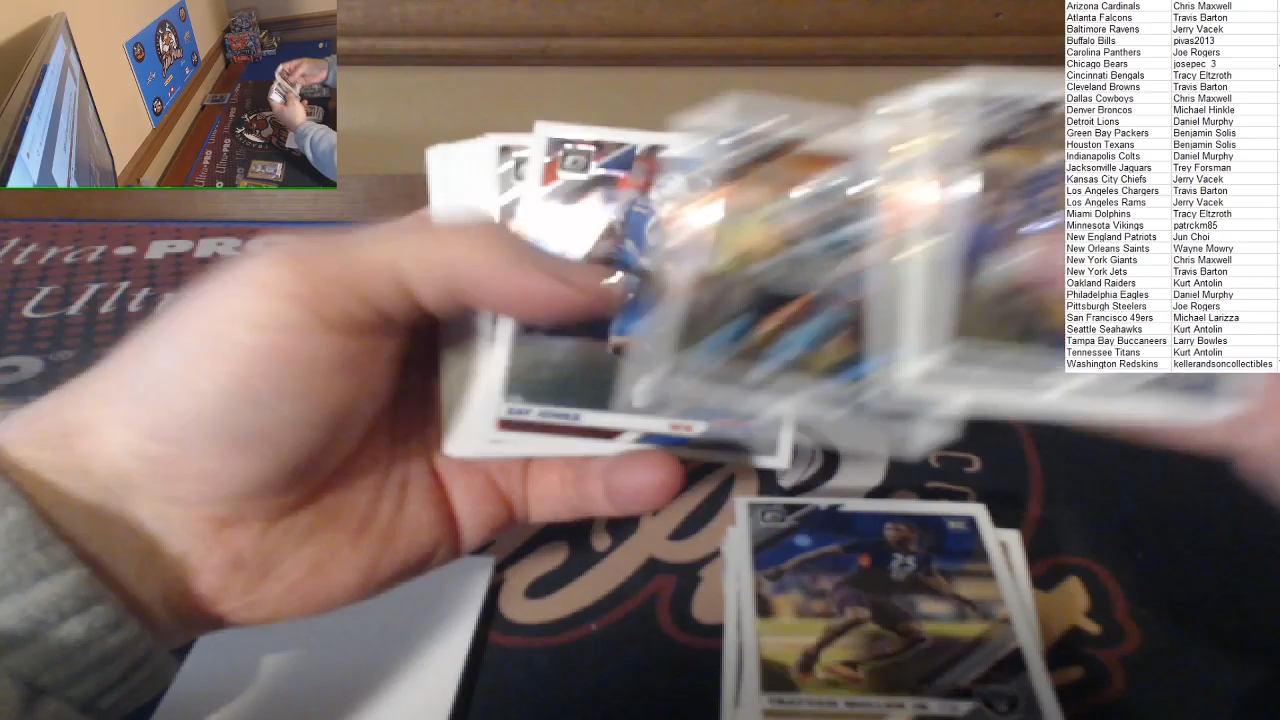 Arizona Cardinals Chris Maxwell
Atlanta Falcons Travis Barton
Baltimore Ravens Jerry Vacek
Buffalo Bills pivas2013
Carolina Panthers Joe Rogers
Chicago Bears josepec_3
Cincinnati Bengals Tracy Eltzroth
Cleveland Browns Travis Barton
Dallas Cowboys Chris Maxwell
Denver Broncos Michael Hinkle
Detroit Lions Daniel Murphy
Green Bay Packers Benjamin Solis
Houston Texans Benjamin Solis
Indianapolis Colts Daniel Murphy
Jacksonville Jaguars Trey Forsman
Kansas City Chiefs Jerry Vacek
Los Angeles Chargers Travis Barton
Los Angeles Rams Jerry Vacek
Miami Dolphins Tracy Eltzroth
Minnesota Vikings patrckm85
New England Patriots Jun Choi
New Orleans Saints Wayne Mowry
New York Giants Chris Maxwell
New York Jets Travis Barton
Oakland Raiders Kurt Antolin
Philadelphia Eagles Daniel Murphy
Pittsburgh Steelers Joe Rogers
San Francisco 49ers Michael Larizza
Seattle Seahawks Kurt Antolin
Tampa Bay Buccaneers Larry Bowles
Tennessee Titans Kurt Antolin
Washington Redskins kellerandsoncollectibles
ltra•PRO
Ult
ZAY JONES